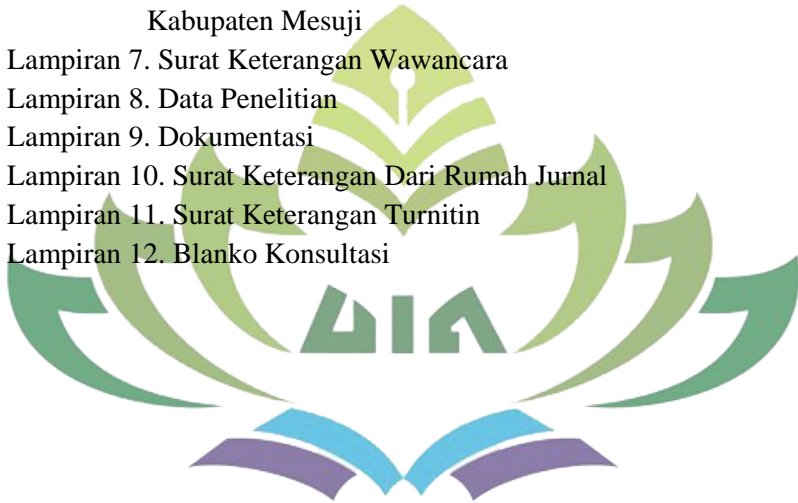 Kabupaten Mesuji
Lampiran 7. Surat Keterangan Wawancara
Lampiran 8. Data Penelitian
Lampiran 9. Dokumentasi
Lampiran 10. Surat Keterangan Dari Rumah Jurnal
Lampiran 11. Surat Keterangan Turnitin
Lampiran 12. Blanko Konsultasi
UIN